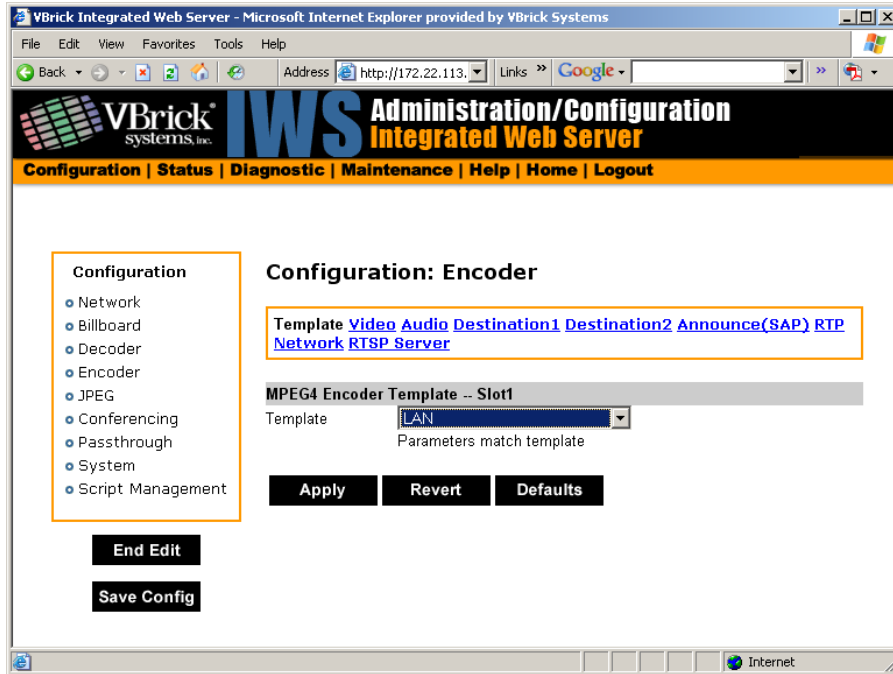 VBrick Integrated Web Server - Microsoft Internet Explorer provided by VBrick Systems
File Edit View Favorites Tools Help
Back Address http://172.22.113. Links » Google »
VBrick systems, inc. IWS Administration/Configuration
Integrated Web Server
Configuration | Status | Diagnostic | Maintenance | Help | Home | Logout
Configuration
Network
Billboard
Decoder
Encoder
JPEG
Conferencing
Passthrough
System
Script Management
End Edit
Save Config
Configuration: Encoder
Template Video Audio Destination1 Destination2 Announce(SAP) RTP
Network RTSP Server
MPEG4 Encoder Template -- Slot1
Template LAN
Parameters match template
Apply Revert Defaults
Internet